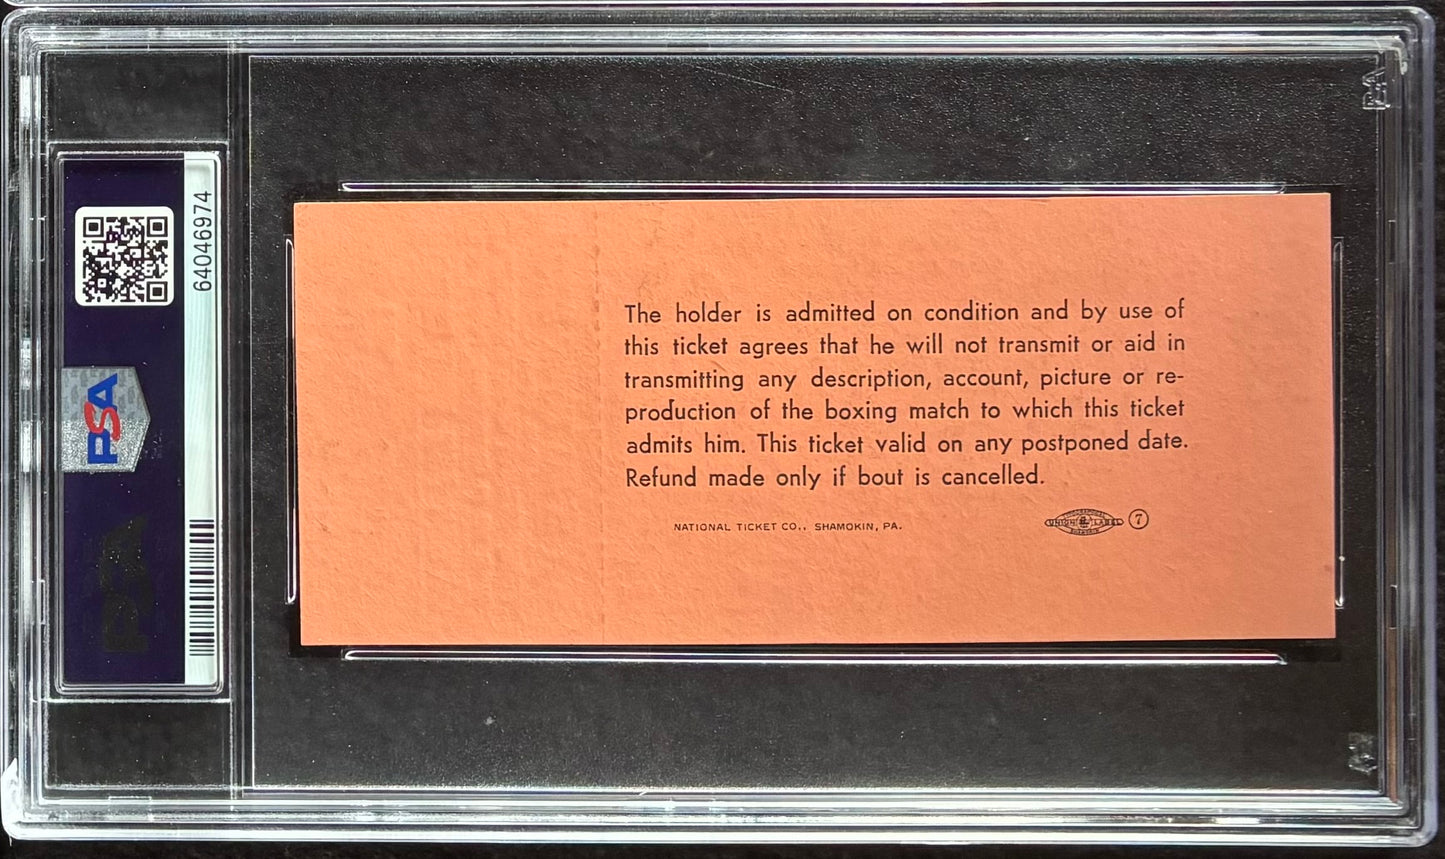 64046974
PSA
The holder is admitted on condition and by use of
this ticket agrees that he will not transmit or aid in
transmitting any description, account, picture or re-
production of the boxing match to which this ticket
admits him. This ticket valid on any postponed date.
Refund made only if bout is cancelled.
NATIONAL TICKET CO., SHAMOKIN, PA.
UNION LABEL
7
PSA